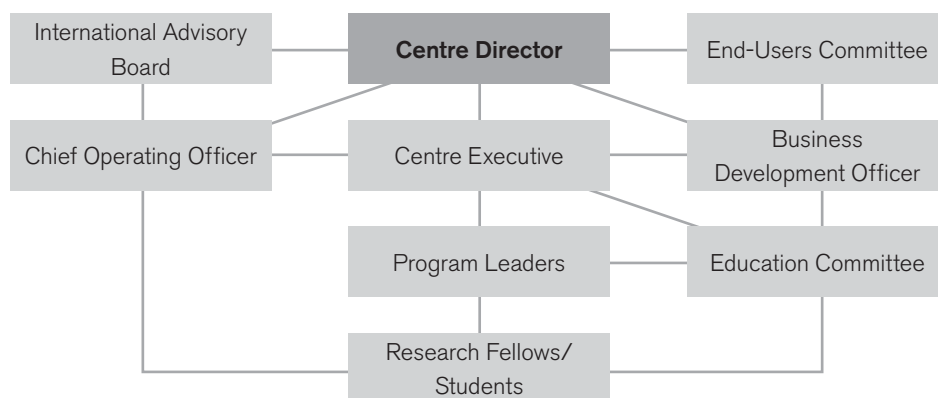 International Advisory
Board
Centre Director
End-Users Committee
Chief Operating Officer
Centre Executive
Business
Development Officer
Program Leaders
Education Committee
Research Fellows/
Students